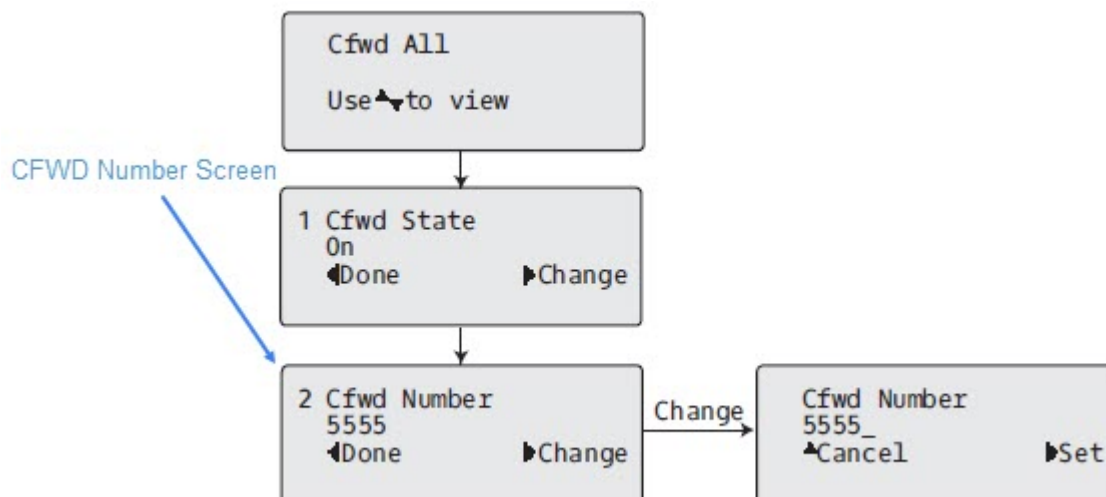 Cfwd All
Use to view
CFWD Number Screen
1 Cfwd State
On
Done Change
2 Cfwd Number
5555
Done Change
Change
Cfwd Number
5555_
Cancel Set